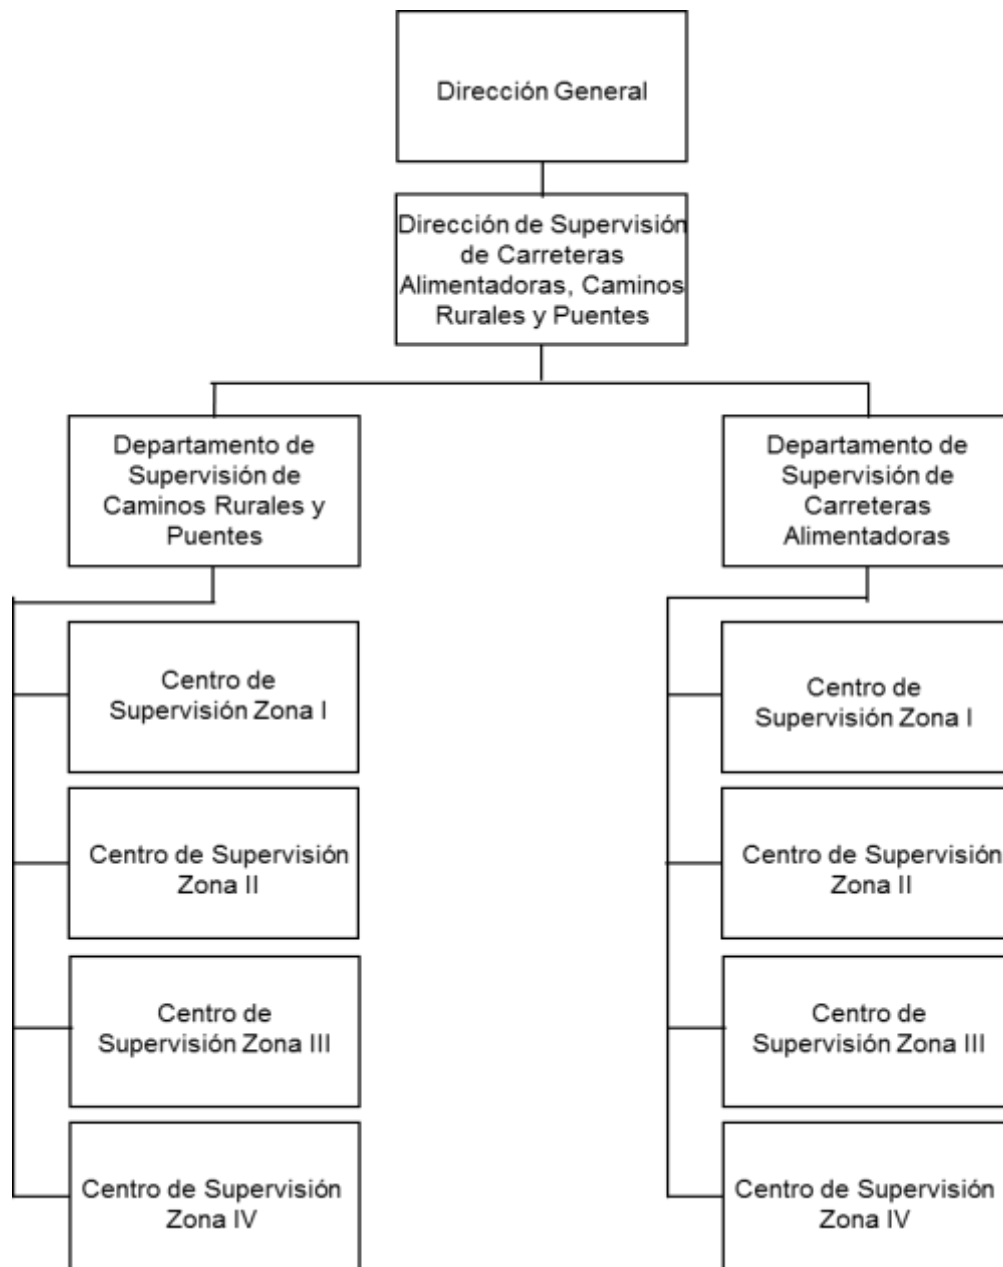 Dirección General
Dirección de Supervisión
de Carreteras
Alimentadoras, Caminos
Rurales y Puentes
Departamento de
Supervisión de
Caminos Rurales y
Puentes
Departamento de
Supervisión de
Carreteras
Alimentadoras
Centro de
Supervisión Zona I
Centro de Supervisión
Zona II
Centro de
Supervisión Zona III
Centro de Supervisión
Zona IV
Centro de
Supervisión Zona I
Centro de Supervisión
Zona II
Centro de
Supervisión Zona III
Centro de Supervisión
Zona IV